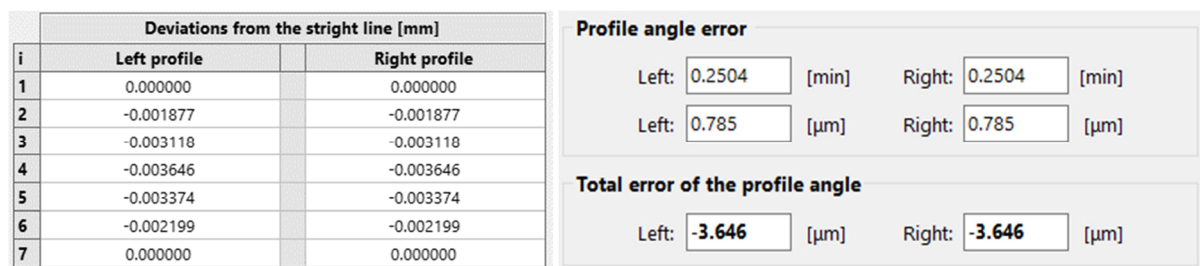 Deviations from the stright line [mm]
i Left profile Right profile
1 0.000000 0.000000
2 -0.001877 -0.001877
3 -0.003118 -0.003118
4 -0.003646 -0.003646
5 -0.003374 -0.003374
6 -0.002199 -0.002199
7 0.000000 0.000000
Profile angle error
Left: 0.2504 [min] Right: 0.2504 [min]
Left: 0.785 [µm] Right: 0.785 [µm]
Total error of the profile angle
Left: -3.646 [µm] Right: -3.646 [µm]